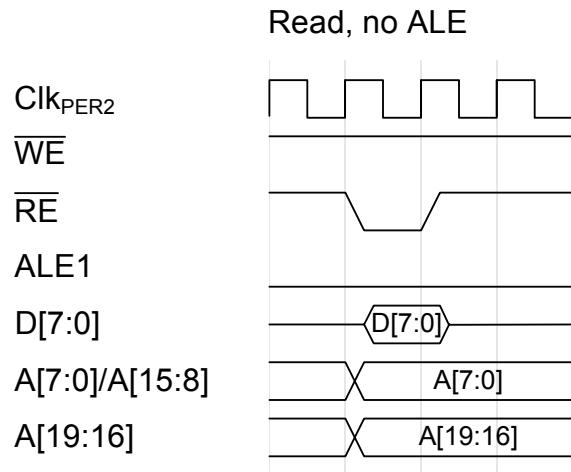 Read, no ALE
ClkPER2
WE
RE
ALE1
D[7:0] D[7:0]
A[7:0]/A[15:8] A[7:0]
A[19:16] A[19:16]